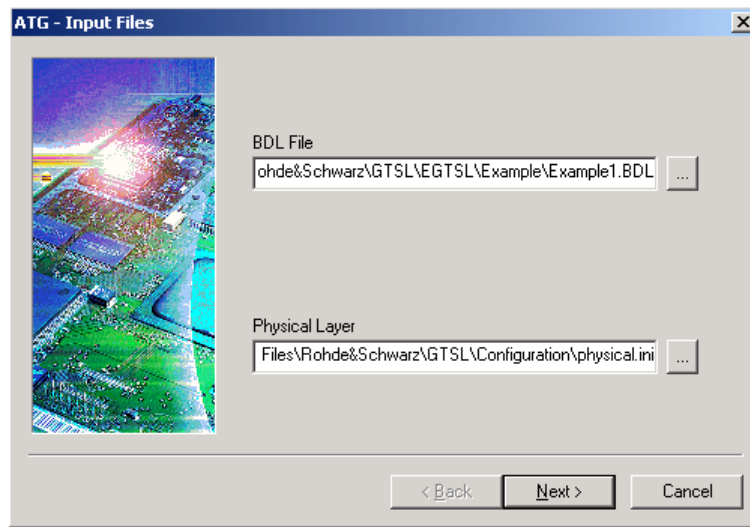 ATG - Input Files
BDL File
ohde&Schwarz\GTSL\EGTSL\Example\Example1.BDL
...
Physical Layer
Files\Rohde&Schwarz\GTSL\Configuration\physical.ini
...
< Back
Next >
Cancel